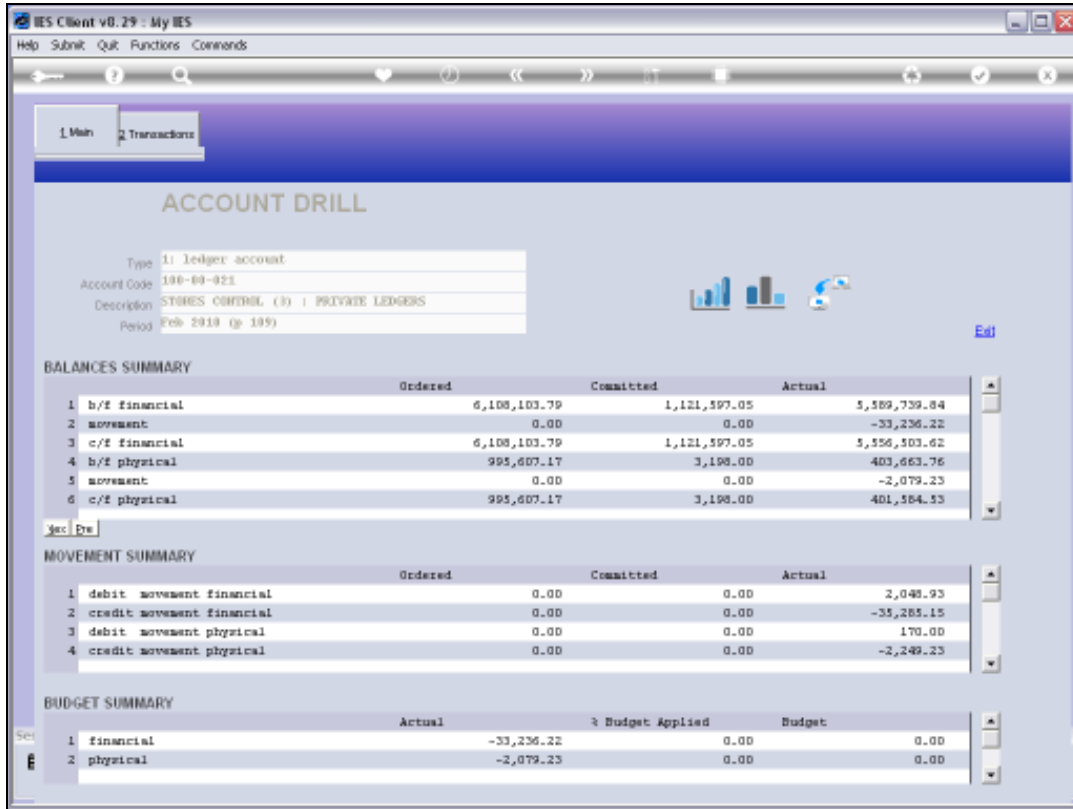 IES Client v8.29 : My IES
Help Submit Quit Functions Commands
1 Main 2 Transactions
ACCOUNT DRILL
Type 1: ledger account
Account Code 100-00-021
Description STORES CONTROL (3) : PRIVATE LEDGERS
Period Feb 2010 (p 109)
Exit
BALANCES SUMMARY
Ordered Committed Actual
1 b/f financial 6,108,103.79 1,121,597.05 5,589,739.84
2 movement 0.00 0.00 -33,236.22
3 c/f financial 6,108,103.79 1,121,597.05 5,556,503.62
4 b/f physical 995,607.17 3,198.00 403,663.76
5 movement 0.00 0.00 -2,079.23
6 c/f physical 995,607.17 3,198.00 401,584.53
Nex Pre
MOVEMENT SUMMARY
Ordered Committed Actual
1 debit movement financial 0.00 0.00 2,048.93
2 credit movement financial 0.00 0.00 -35,285.15
3 debit movement physical 0.00 0.00 170.00
4 credit movement physical 0.00 0.00 -2,249.23
BUDGET SUMMARY
Actual % Budget Applied Budget
1 financial -33,236.22 0.00 0.00
2 physical -2,079.23 0.00 0.00